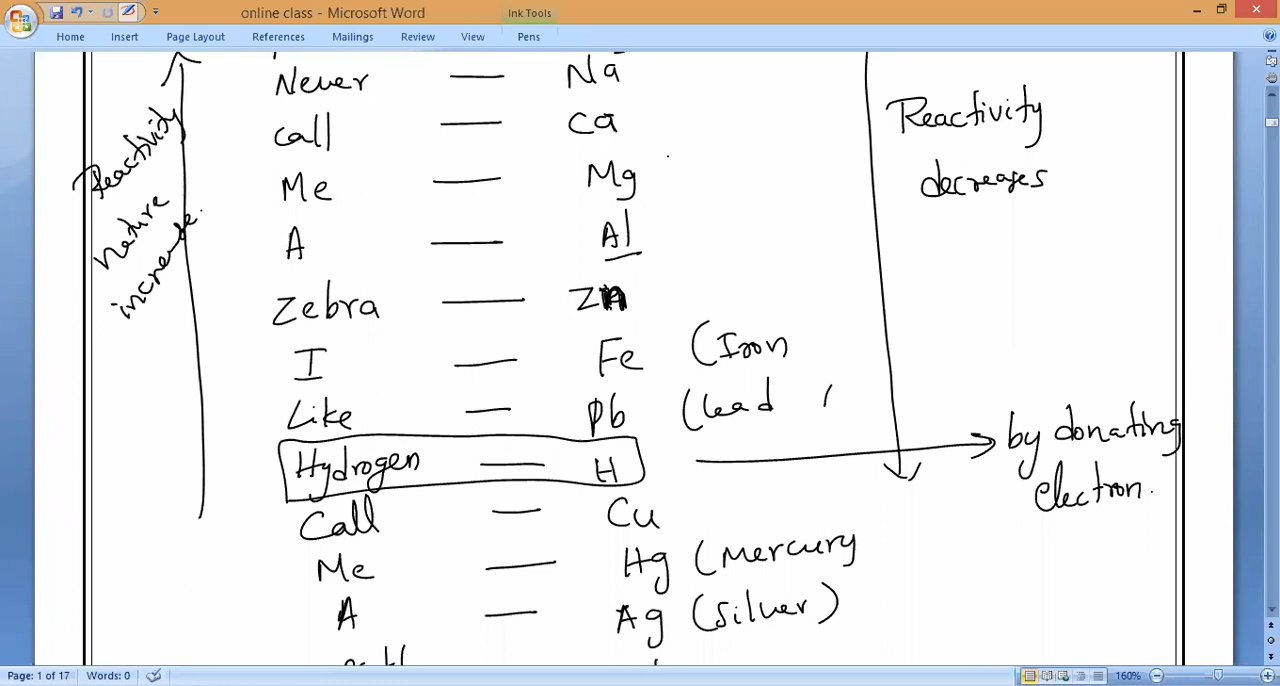 online class - Microsoft Word
Ink Tools
Home Insert Page Layout References Mailings Review View Pens
Never — Na
Call — Ca
Me — Mg
A — Al
Zebra — Zn
I — Fe (Iron
Like — Pb (lead (
Hydrogen — H
Call — Cu
Me — Hg (Mercury
A — Ag (Silver)
Reactivity
nature
increase.
Reactivity
decreases
by donating
electron.
Page: 1 of 17 Words: 0 160%